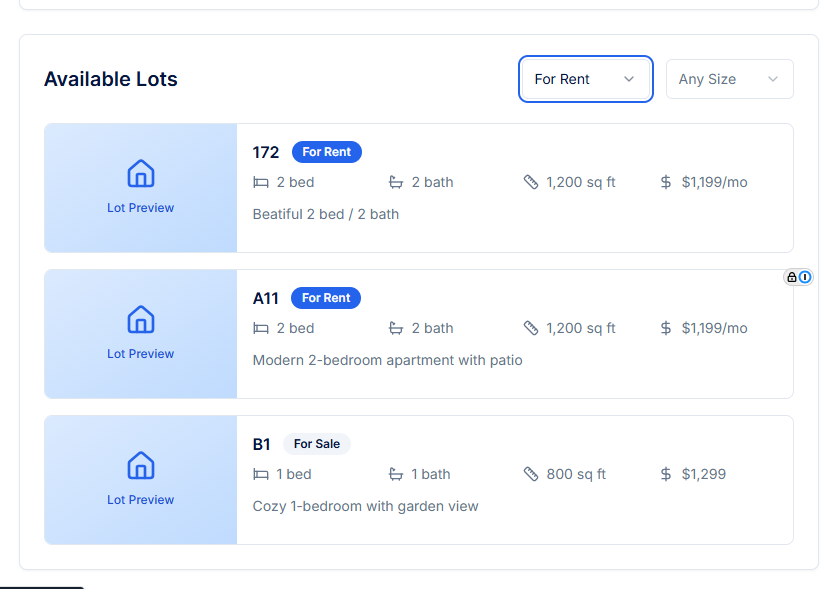 Available Lots
For Rent
Any Size
Lot Preview
172 For Rent
2 bed 2 bath 1,200 sq ft $1,199/mo
Beatiful 2 bed / 2 bath
Lot Preview
A11 For Rent
2 bed 2 bath 1,200 sq ft $1,199/mo
Modern 2-bedroom apartment with patio
Lot Preview
B1 For Sale
1 bed 1 bath 800 sq ft $1,299
Cozy 1-bedroom with garden view